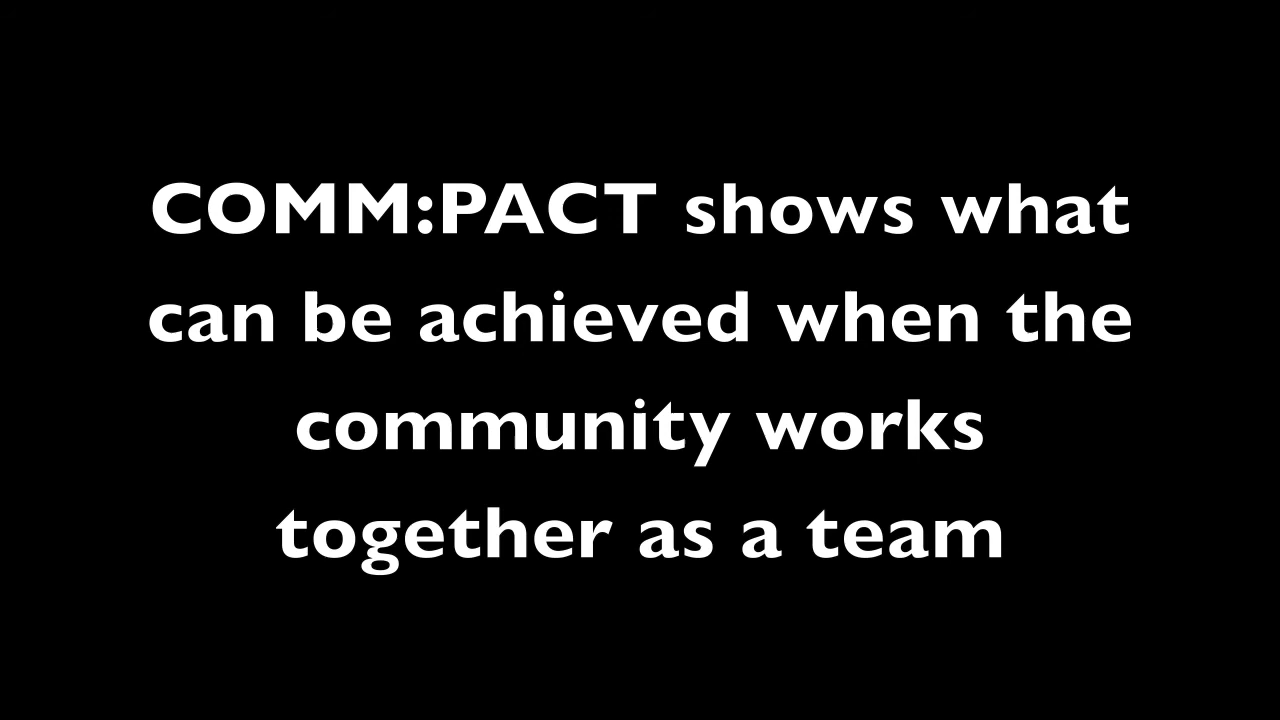 COMM:PACT shows what
can be achieved when the
community works
together as a team